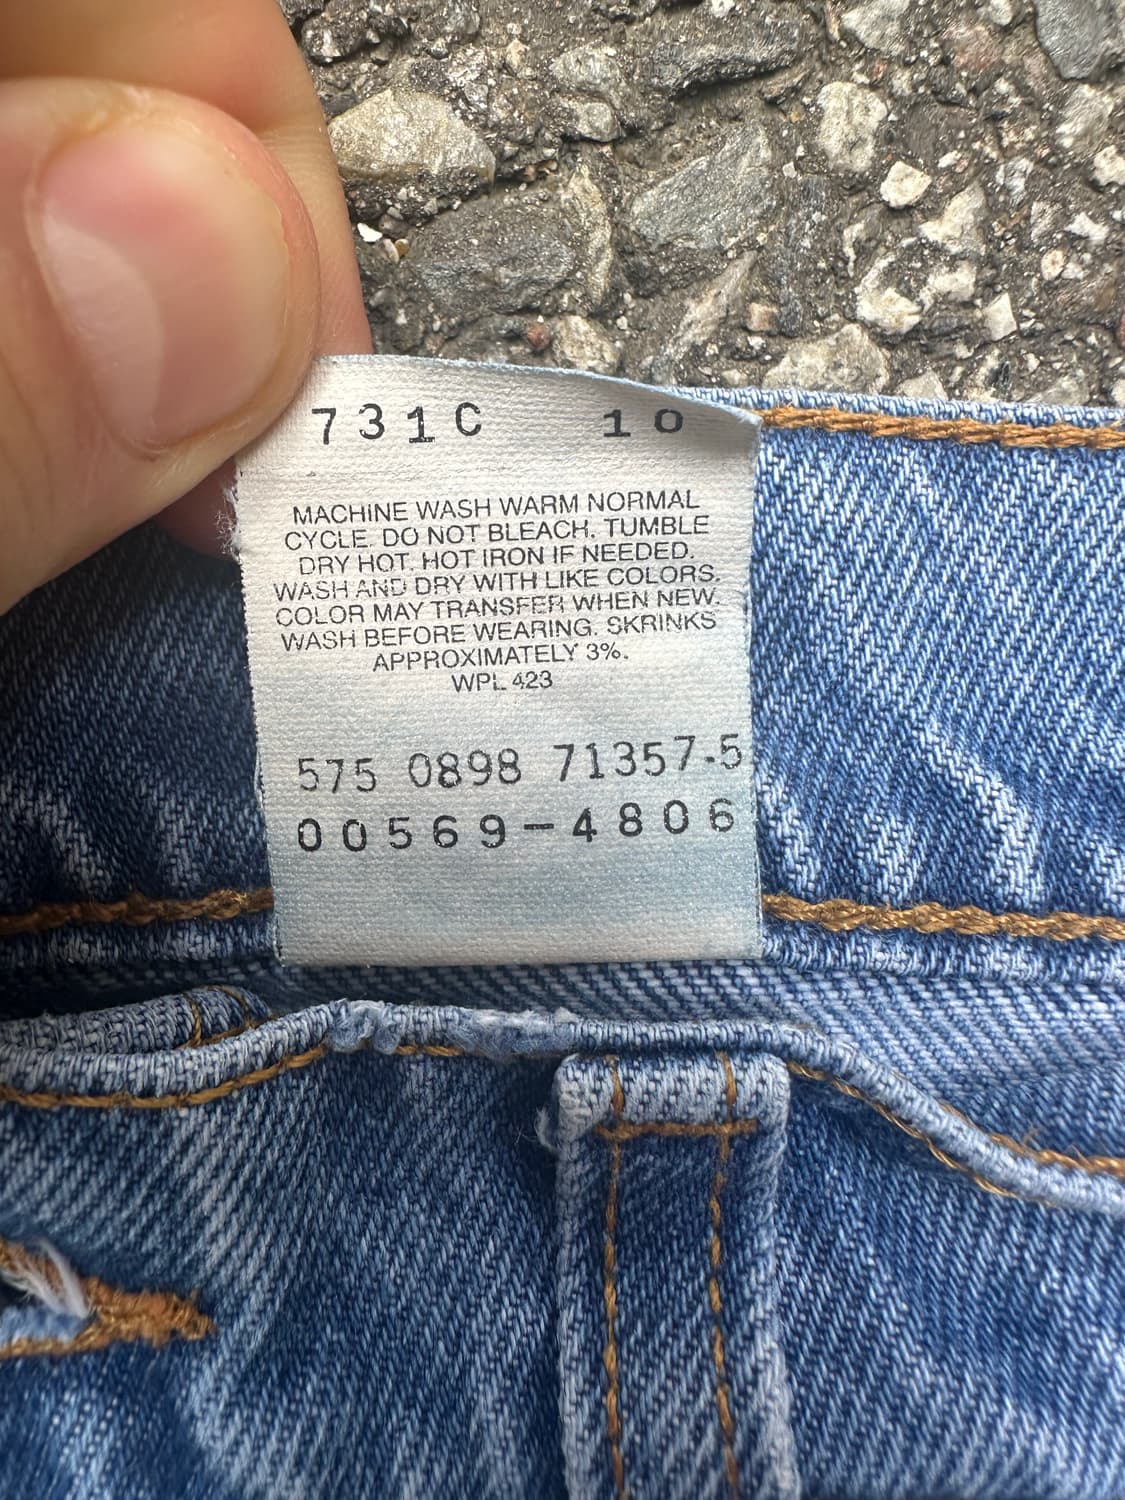 731C 10
MACHINE WASH WARM NORMAL
CYCLE. DO NOT BLEACH. TUMBLE
DRY HOT. HOT IRON IF NEEDED.
WASH AND DRY WITH LIKE COLORS.
COLOR MAY TRANSFER WHEN NEW.
WASH BEFORE WEARING. SKRINKS
APPROXIMATELY 3%.
WPL 423
575 0898 71357-5
00569-4806